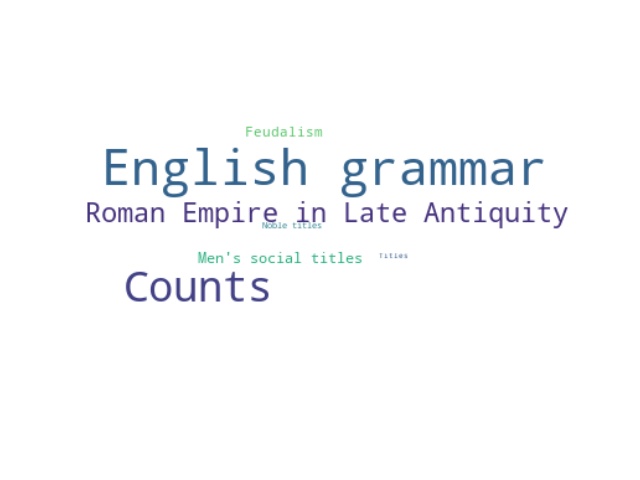 Feudalism
English grammar
Roman Empire in Late Antiquity
Noble titles
Men's social titles
Titles
Counts